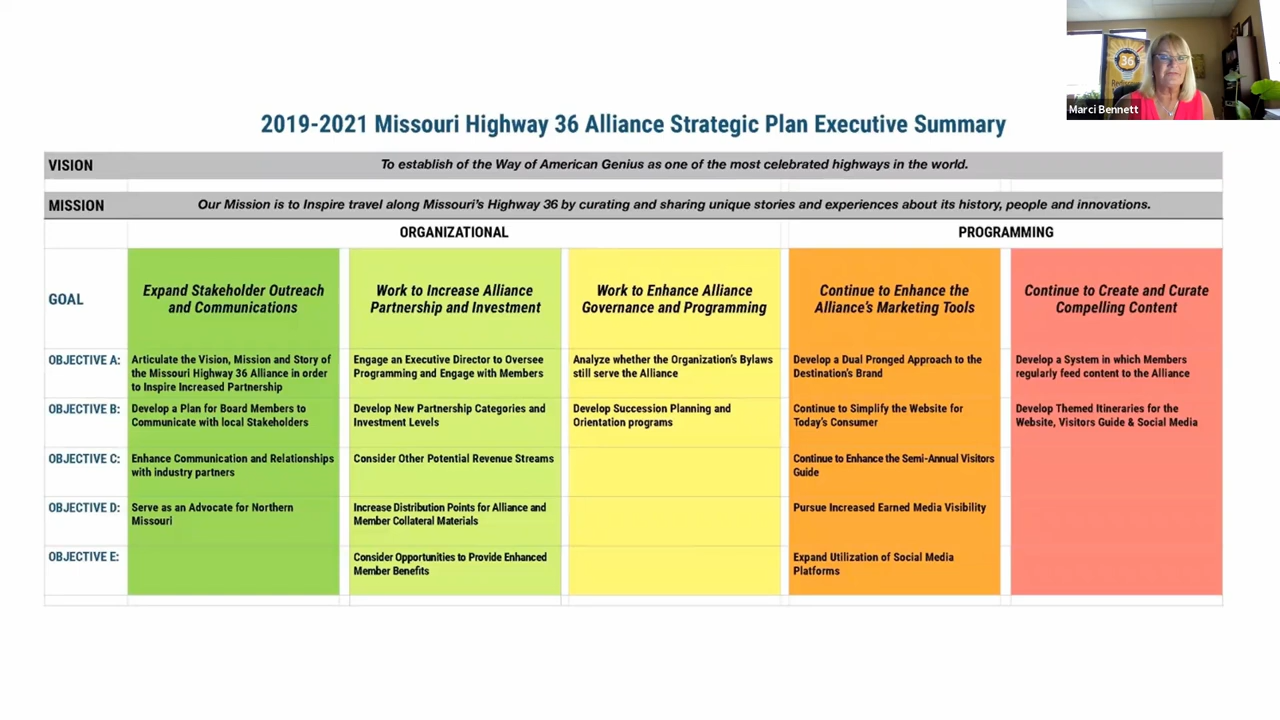 36
Marci Bennett
2019-2021 Missouri Highway 36 Alliance Strategic Plan Executive Summary
VISION
To establish of the Way of American Genius as one of the most celebrated highways in the world.
MISSION
Our Mission is to Inspire travel along Missouri's Highway 36 by curating and sharing unique stories and experiences about its history, people and innovations.
ORGANIZATIONAL
PROGRAMMING
GOAL
Expand Stakeholder Outreach
and Communications
Work to Increase Alliance
Partnership and Investment
Work to Enhance Alliance
Governance and Programming
Continue to Enhance the
Alliance's Marketing Tools
Continue to Create and Curate
Compelling Content
OBJECTIVE A:
Articulate the Vision, Mission and Story of
the Missouri Highway 36 Alliance in order
to Inspire Increased Partnership
Engage an Executive Director to Oversee
Programming and Engage with Members
Analyze whether the Organization's Bylaws
still serve the Alliance
Develop a Dual Pronged Approach to the
Destination's Brand
Develop a System in which Members
regularly feed content to the Alliance
OBJECTIVE B:
Develop a Plan for Board Members to
Communicate with local Stakeholders
Develop New Partnership Categories and
Investment Levels
Develop Succession Planning and
Orientation programs
Continue to Simplify the Website for
Today's Consumer
Develop Themed Itineraries for the
Website, Visitors Guide & Social Media
OBJECTIVE C:
Enhance Communication and Relationships
with industry partners
Consider Other Potential Revenue Streams
Continue to Enhance the Semi-Annual Visitors
Guide
OBJECTIVE D:
Serve as an Advocate for Northern
Missouri
Increase Distribution Points for Alliance and
Member Collateral Materials
Pursue Increased Earned Media Visibility
OBJECTIVE E:
Consider Opportunities to Provide Enhanced
Member Benefits
Expand Utilization of Social Media
Platforms